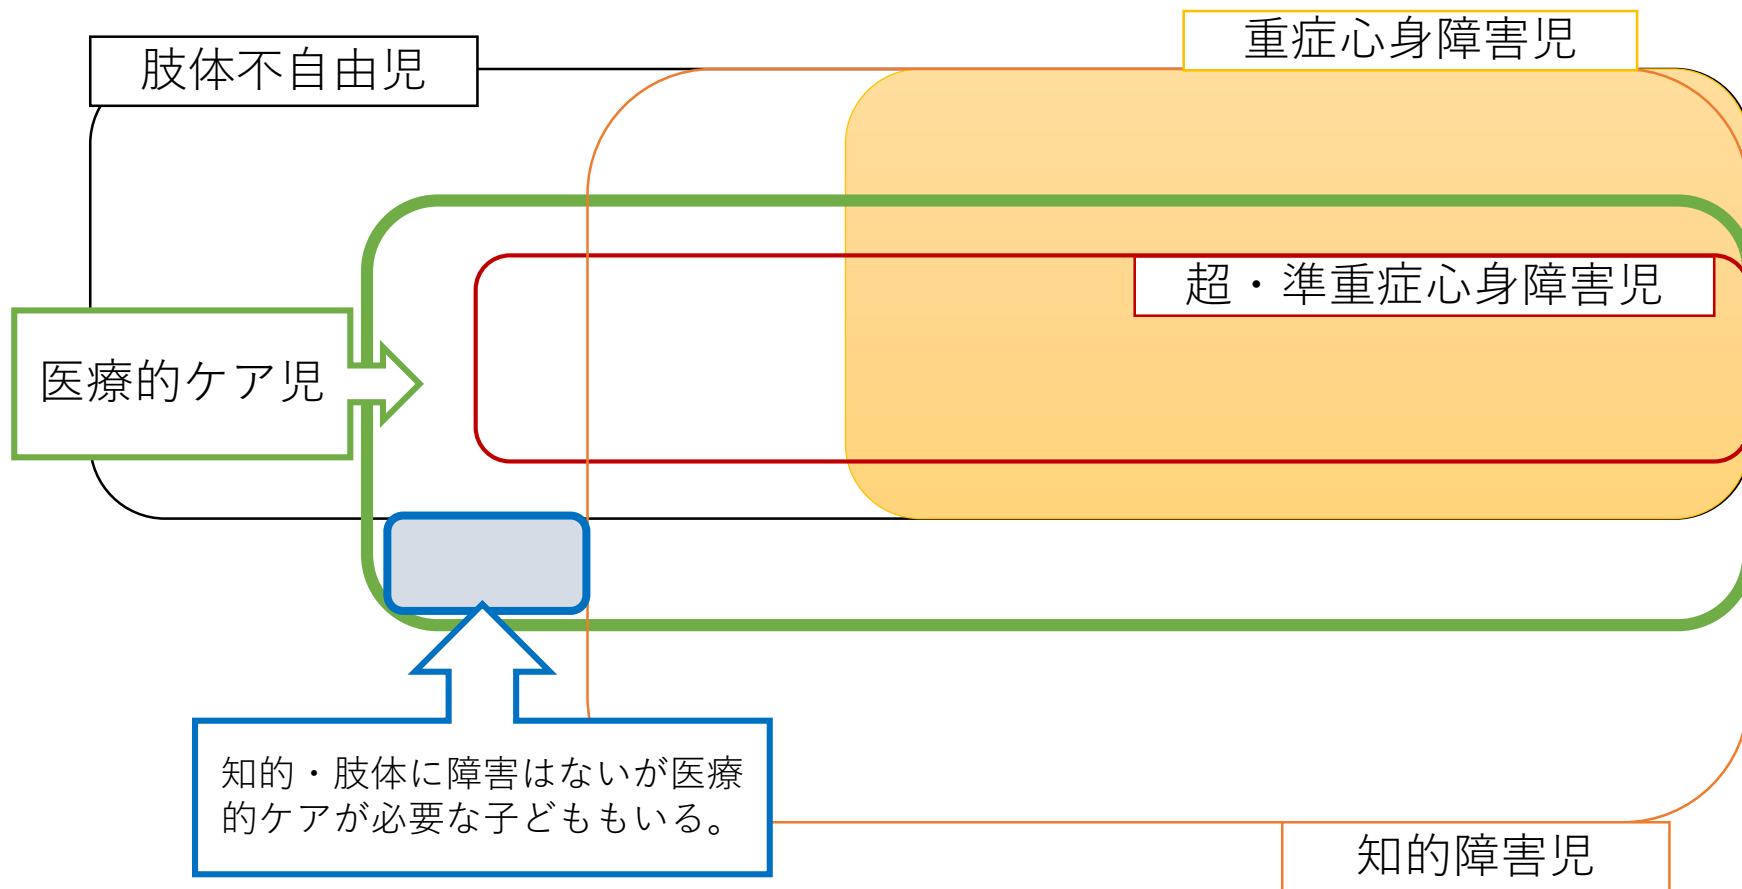 肢体不自由児
重症心身障害児
超・準重症心身障害児
医療的ケア児
知的・肢体に障害はないが医療
的ケアが必要な子どももいる。
知的障害児